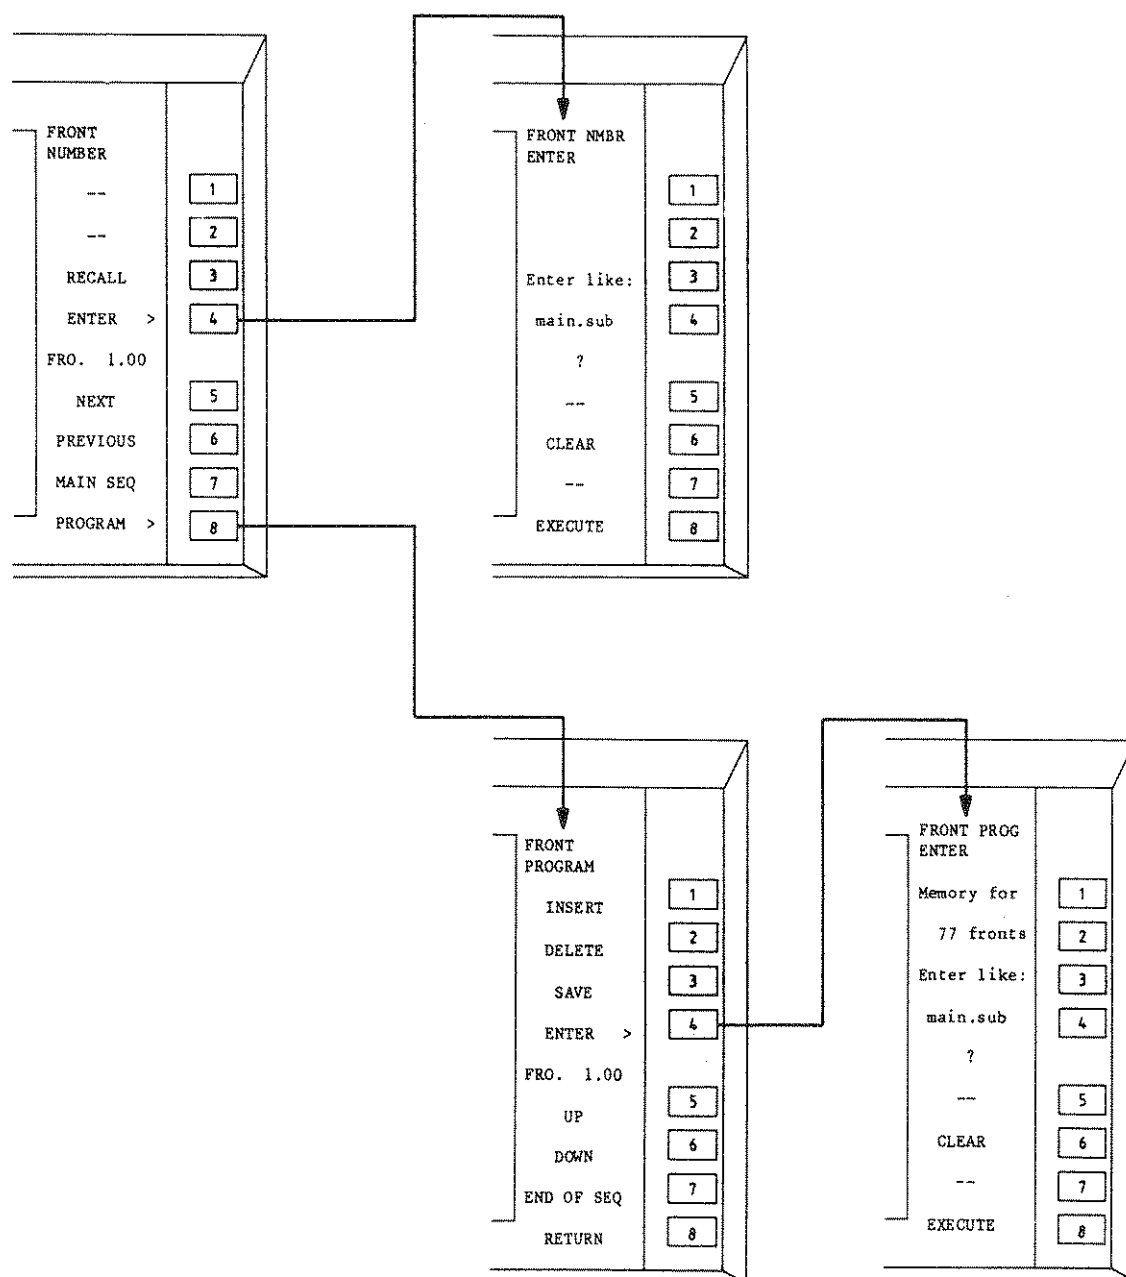 FRONT
NUMBER
-- 1
-- 2
RECALL 3
ENTER > 4
FRO. 1.00
NEXT 5
PREVIOUS 6
MAIN SEQ 7
PROGRAM > 8
FRONT NMBR
ENTER
1
2
Enter like: 3
main.sub 4
?
-- 5
CLEAR 6
-- 7
EXECUTE 8
FRONT
PROGRAM
INSERT 1
DELETE 2
SAVE 3
ENTER > 4
FRO. 1.00
UP 5
DOWN 6
END OF SEQ 7
RETURN 8
FRONT PROG
ENTER
Memory for 1
77 fronts 2
Enter like: 3
main.sub 4
?
-- 5
CLEAR 6
-- 7
EXECUTE 8